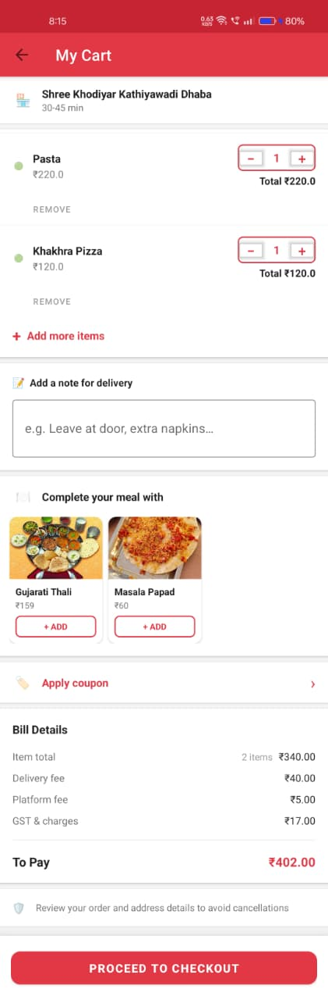 8:15
0.63 KB/S 80%
My Cart
Shree Khodiyar Kathiyawadi Dhaba
30-45 min
Pasta
− 1 +
₹220.0
Total ₹220.0
REMOVE
Khakhra Pizza
− 1 +
₹120.0
Total ₹120.0
REMOVE
+ Add more items
Add a note for delivery
e.g. Leave at door, extra napkins...
Complete your meal with
Gujarati Thali
₹159
+ ADD
Masala Papad
₹60
+ ADD
Apply coupon
Bill Details
Item total 2 items ₹340.00
Delivery fee ₹40.00
Platform fee ₹5.00
GST & charges ₹17.00
To Pay ₹402.00
Review your order and address details to avoid cancellations
PROCEED TO CHECKOUT